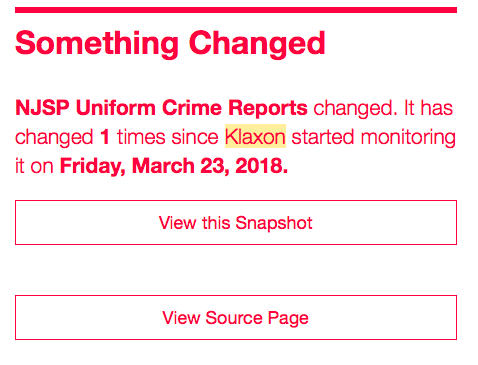 Something Changed
NJSP Uniform Crime Reports changed. It has
changed 1 times since Klaxon started monitoring
it on Friday, March 23, 2018.
View this Snapshot
View Source Page